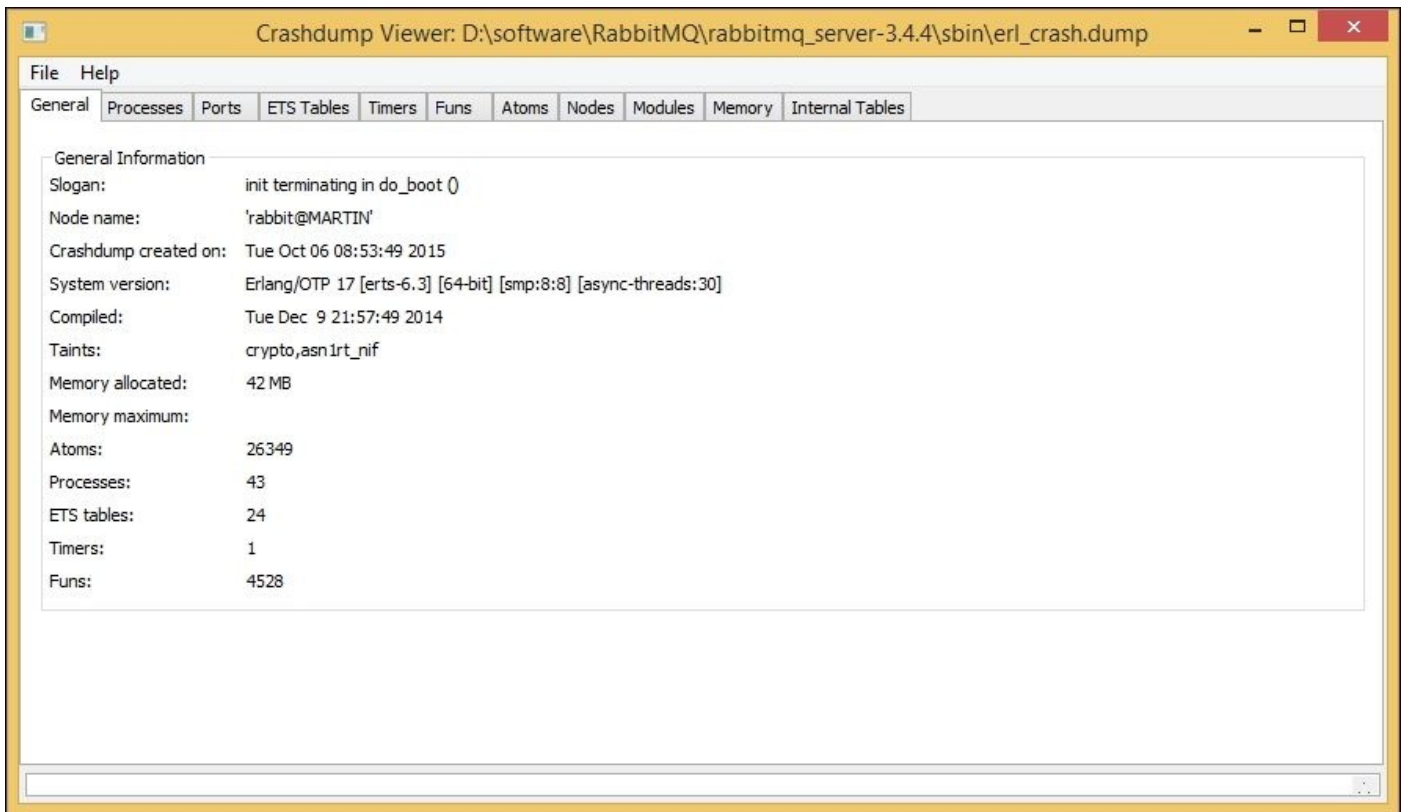 Crashdump Viewer: D:\software\RabbitMQ\rabbitmq_server-3.4.4\sbin\erl_crash.dump
File Help
General Processes Ports ETS Tables Timers Funs Atoms Nodes Modules Memory Internal Tables
General Information
Slogan: init terminating in do_boot ()
Node name: 'rabbit@MARTIN'
Crashdump created on: Tue Oct 06 08:53:49 2015
System version: Erlang/OTP 17 [erts-6.3] [64-bit] [smp:8:8] [async-threads:30]
Compiled: Tue Dec 9 21:57:49 2014
Taints: crypto,asn1rt_nif
Memory allocated: 42 MB
Memory maximum:
Atoms: 26349
Processes: 43
ETS tables: 24
Timers: 1
Funs: 4528